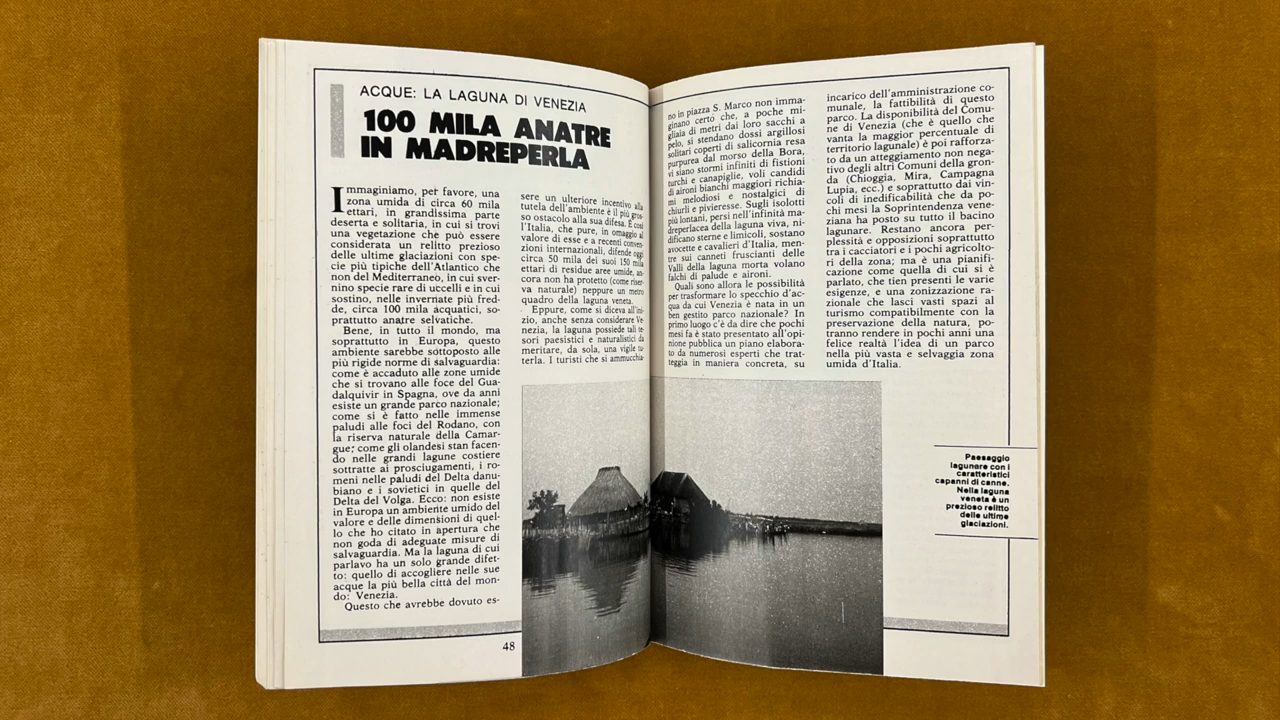 ACQUE: LA LAGUNA DI VENEZIA
100 MILA ANATRE
IN MADREPERLA
Immaginiamo, per favore, una
zona umida di circa 60 mila
ettari, in grandissima parte
deserta e solitaria, in cui si trovi
una vegetazione che può essere
considerata un relitto prezioso
delle ultime glaciazioni con spe-
cie più tipiche dell'Atlantico che
non del Mediterraneo, in cui sver-
nino specie rare di uccelli e in cui
sostino, nelle invernate più fred-
de, circa 100 mila acquatici, so-
prattutto anatre selvatiche.
Bene, in tutto il mondo, ma
soprattutto in Europa, questo
ambiente sarebbe sottoposto alle
più rigide norme di salvaguardia:
come è accaduto alle zone umide
che si trovano alle foce del Gua-
dalquivir in Spagna, ove da anni
esiste un grande parco nazionale;
come si è fatto nelle immense
paludi alle foci del Rodano, con
la riserva naturale della Camar-
gue; come gli olandesi stan facen-
do nelle grandi lagune costiere
sottratte ai prosciugamenti, i ro-
meni nelle paludi del Delta danu-
biano e i sovietici in quelle del
Delta del Volga. Ecco: non esiste
in Europa un ambiente umido del
valore e delle dimensioni di quel-
lo che ho citato in apertura che
non goda di adeguate misure di
salvaguardia. Ma la laguna di cui
parlavo ha un solo grande difet-
to: quello di accogliere nelle sue
acque la più bella città del mon-
do: Venezia.
Questo che avrebbe dovuto es-
sere un ulteriore incentivo alla
tutela dell'ambiente è il più gros-
so ostacolo alla sua difesa. E così
l'Italia, che pure, in omaggio al
valore di esse e a recenti conven-
zioni internazionali, difende oggi
circa 50 mila dei suoi 150 mila
ettari di residue aree umide, an-
cora non ha protetto (come riser-
va naturale) neppure un metro
quadro della laguna veneta.
Eppure, come si diceva all'ini-
zio, anche senza considerare Ve-
nezia, la laguna possiede tali te-
sori paesistici e naturalistici da
meritare, da sola, una vigile tu-
tela. I turisti che si ammucchia-
48
no in piazza S. Marco non imma-
ginano certo che, a poche mi-
gliaia di metri dai loro sacchi a
pelo, si stendano dossi argillosi
solitari coperti di salicornia resa
purpurea dal morso della Bora,
vi siano stormi infiniti di fistioni
turchi e canapiglie, voli candidi
di aironi bianchi maggiori richia-
mi melodiosi e nostalgici di
chiurli e pivieresse. Sugli isolotti
più lontani, persi nell'infinità ma-
dreperlacea della laguna viva, ni-
dificano sterne e limicoli, sostano
avocette e cavalieri d'Italia, men-
tre sui canneti fruscianti delle
Valli della laguna morta volano
falchi di palude e aironi.
Quali sono allora le possibilità
per trasformare lo specchio d'ac-
qua da cui Venezia è nata in un
ben gestito parco nazionale? In
primo luogo c'è da dire che pochi
mesi fa è stato presentato all'opi-
nione pubblica un piano elabora-
to da numerosi esperti che trat-
teggia in maniera concreta, su
incarico dell'amministrazione co-
munale, la fattibilità di questo
parco. La disponibilità del Comu-
ne di Venezia (che è quello che
vanta la maggior percentuale di
territorio lagunale) è poi rafforza-
to da un atteggiamento non nega-
tivo degli altri Comuni della gron-
da (Chioggia, Mira, Campagna
Lupia, ecc.) e soprattutto dai vin-
coli di inedificabilità che da po-
chi mesi la Soprintendenza vene-
ziana ha posto su tutto il bacino
lagunare. Restano ancora per-
plessità e opposizioni soprattutto
tra i cacciatori e i pochi agricolto-
ri della zona; ma è una pianifi-
cazione come quella di cui si è
parlato, che tien presenti le varie
esigenze, e una zonizzazione ra-
zionale che lasci vasti spazi al
turismo compatibilmente con la
preservazione della natura, po-
tranno rendere in pochi anni una
felice realtà l'idea di un parco
nella più vasta e selvaggia zona
umida d'Italia.
Paesaggio
lagunare con i
caratteristici
capanni di canne.
Nella laguna
veneta è un
prezioso relitto
delle ultime
glaciazioni.